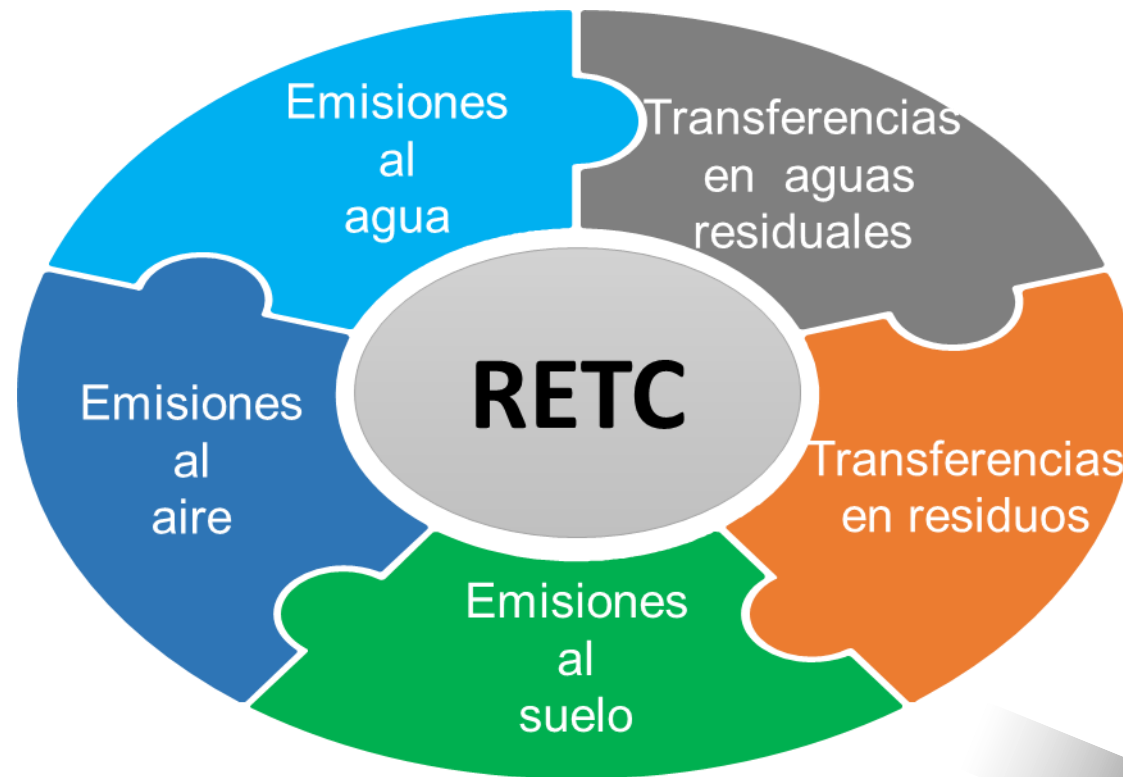 Emisiones
al
agua
Transferencias
en aguas
residuales
Emisiones
al
aire
RETC
Transferencias
en residuos
Emisiones
al
suelo